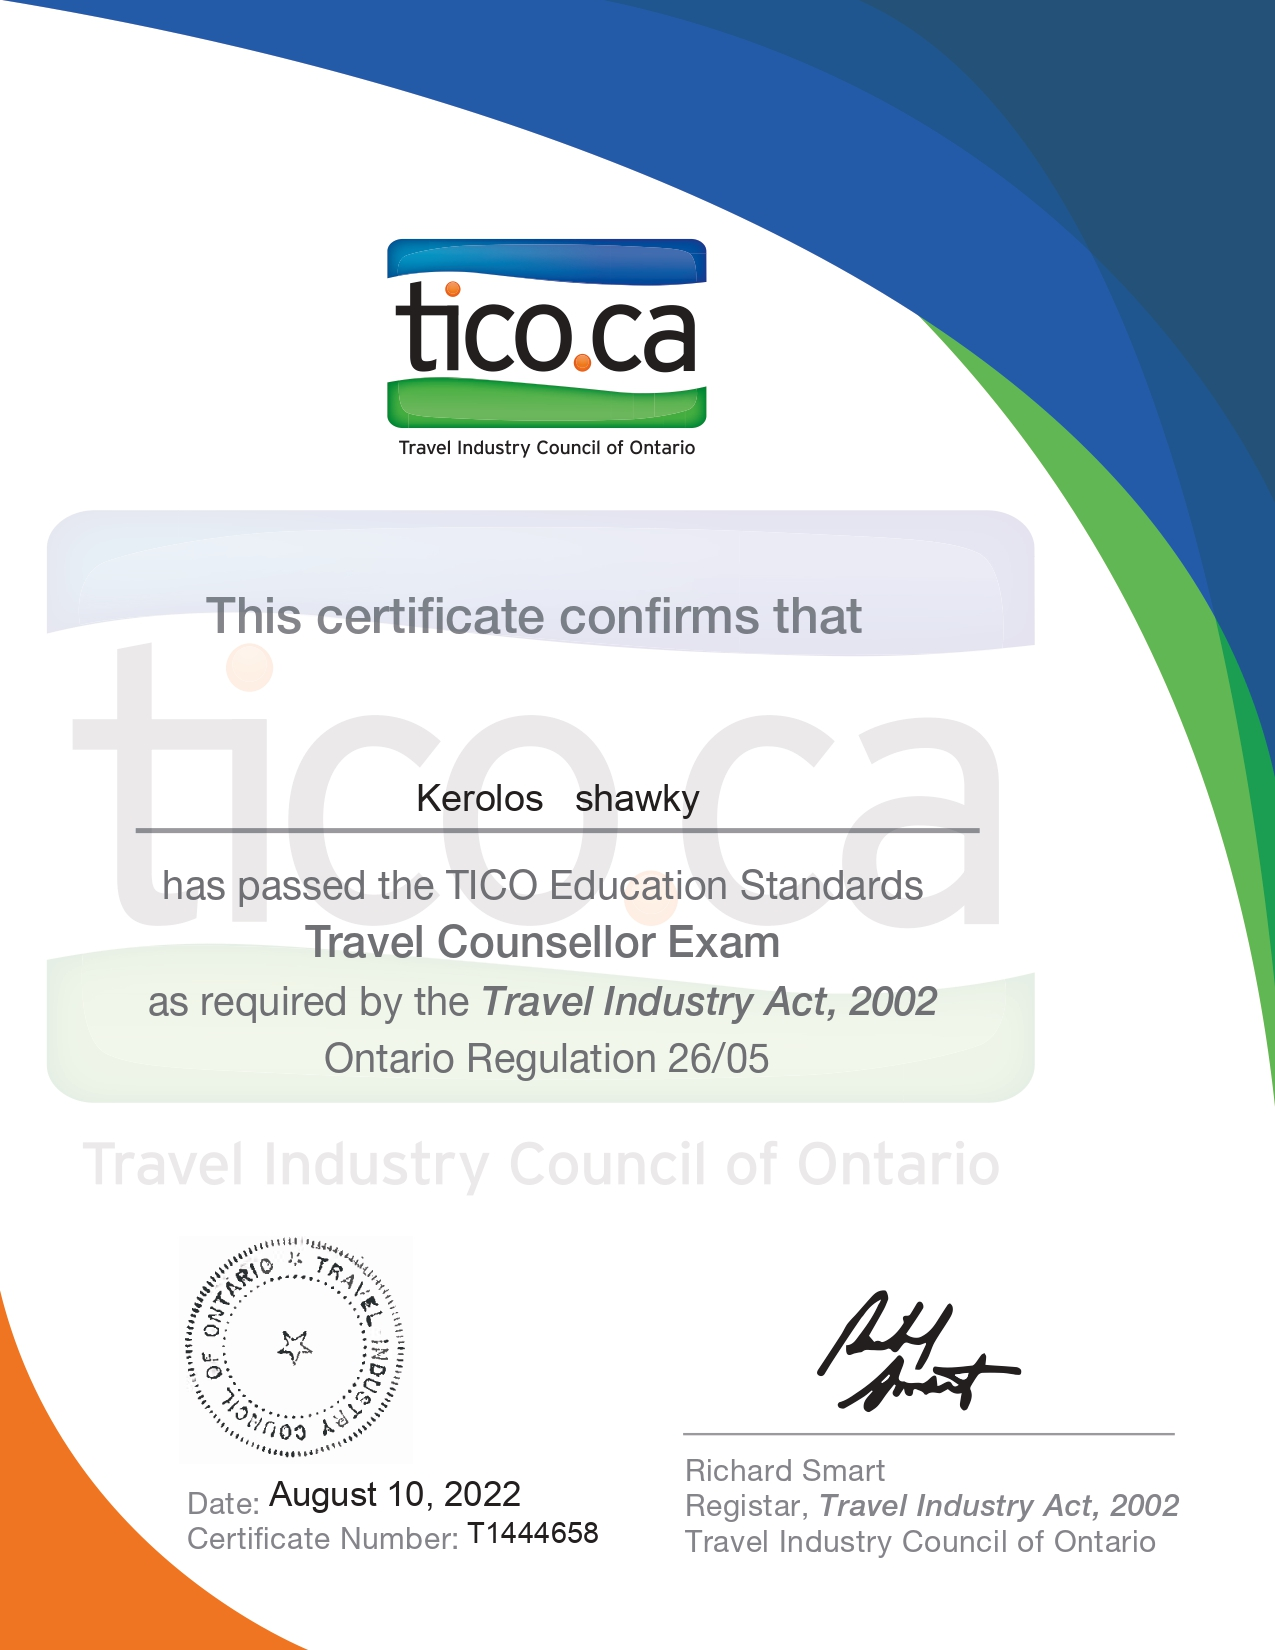 tico.ca
Travel Industry Council of Ontario
This certificate confirms that
tico.ca
Kerolos shawky
has passed the TICO Education Standards
Travel Counsellor Exam
as required by the Travel Industry Act, 2002
Ontario Regulation 26/05
Travel Industry Council of Ontario
TRAVEL INDUSTRY COUNCIL OF ONTARIO
Richard Smart
Date: August 10, 2022
Certificate Number: T1444658
Richard Smart
Registar, Travel Industry Act, 2002
Travel Industry Council of Ontario